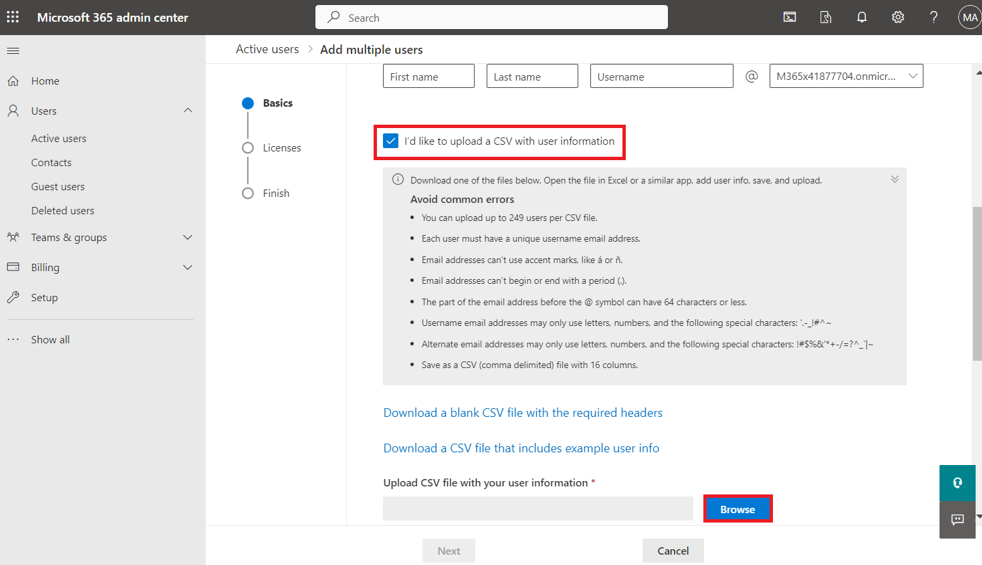 Microsoft 365 admin center
Search
MA
Active users > Add multiple users
Home
Users
Active users
Contacts
Guest users
Deleted users
Teams & groups
Billing
Setup
Show all
Basics
Licenses
Finish
First name
Last name
Username
@
M365x41877704.onmicr...
I'd like to upload a CSV with user information
Download one of the files below. Open the file in Excel or a similar app, add user info, save, and upload.
Avoid common errors
• You can upload up to 249 users per CSV file.
• Each user must have a unique username email address.
• Email addresses can't use accent marks, like á or ñ.
• Email addresses can't begin or end with a period (.).
• The part of the email address before the @ symbol can have 64 characters or less.
• Username email addresses may only use letters, numbers, and the following special characters: '.-_!#^~
• Alternate email addresses may only use letters, numbers, and the following special characters: !#$%&'*+-/=?^_`|~
• Save as a CSV (comma delimited) file with 16 columns.
Download a blank CSV file with the required headers
Download a CSV file that includes example user info
Upload CSV file with your user information *
Browse
Next
Cancel